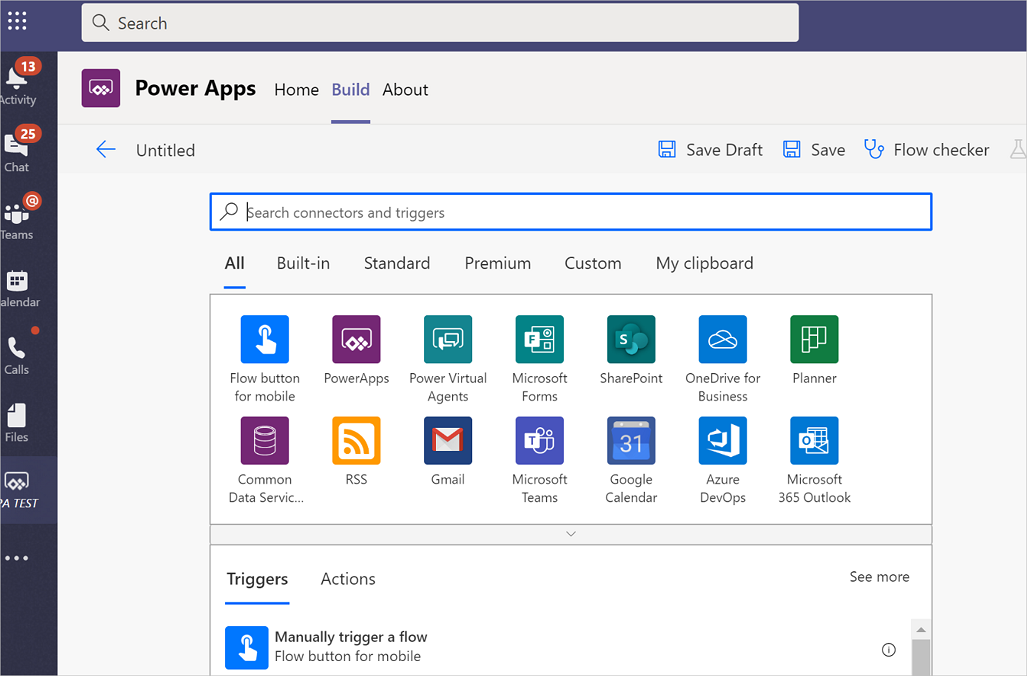 Search
13
Activity
25
Chat
@
Teams
alendar
Calls
Files
PA TEST
Power Apps Home Build About
Untitled Save Draft Save Flow checker
Search connectors and triggers
All Built-in Standard Premium Custom My clipboard
Flow button PowerApps Power Virtual Microsoft SharePoint OneDrive for Planner
for mobile Agents Forms Business
Common RSS Gmail Microsoft Google Azure Microsoft
Data Servic... Teams Calendar DevOps 365 Outlook
F
S
T
31
Triggers Actions See more
Manually trigger a flow
Flow button for mobile